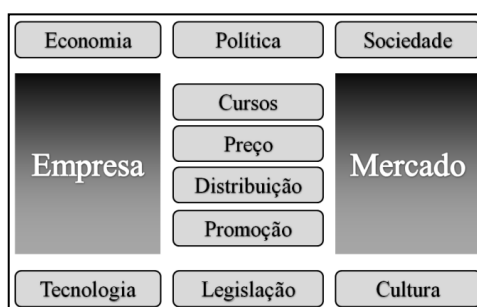 Economia
Política
Sociedade
Empresa
Cursos
Preço
Distribuição
Promoção
Mercado
Tecnologia
Legislação
Cultura